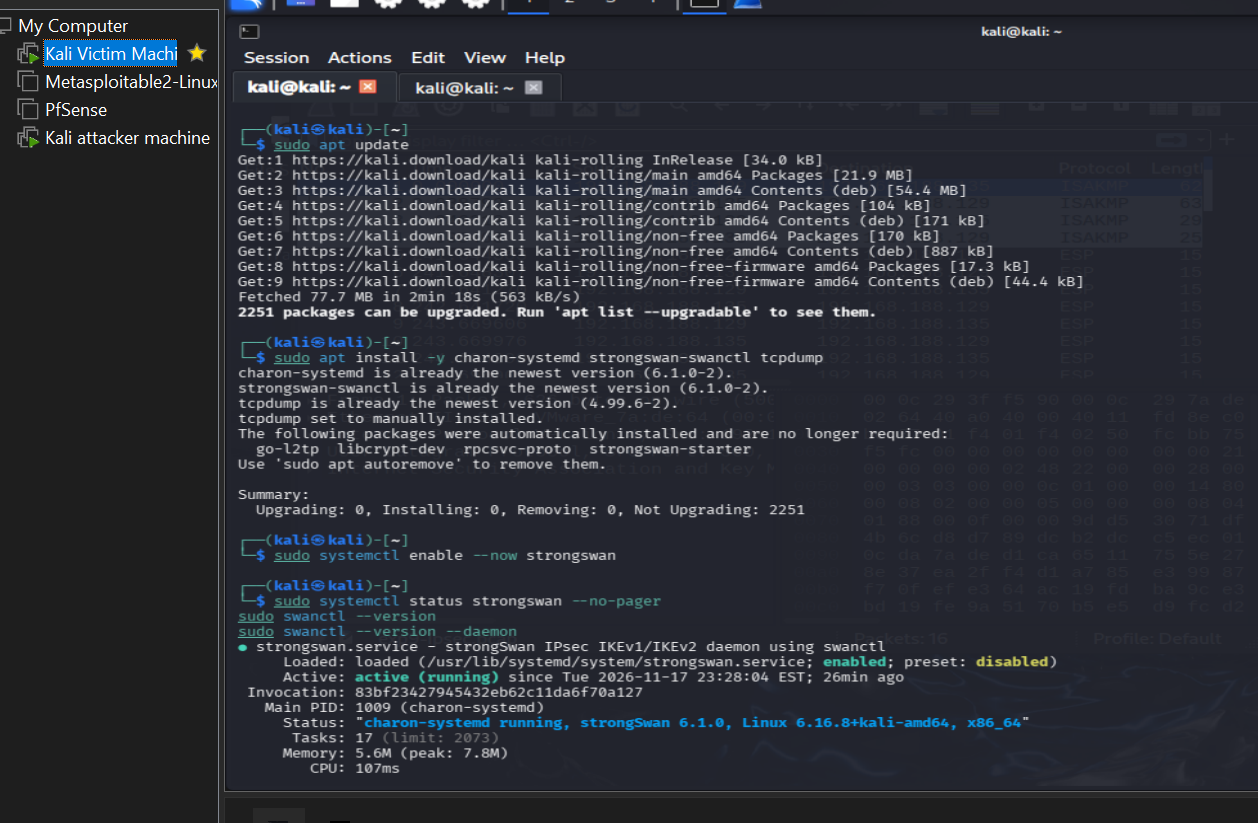 My Computer
Kali Victim Machi
Metasploitable2-Linux
PfSense
Kali attacker machine
kali@kali: ~
Session Actions Edit View Help
kali@kali: ~ kali@kali: ~
┌──(kali㉿kali)-[~]
└─$ sudo apt update
Get:1 https://kali.download/kali kali-rolling InRelease [34.0 kB]
Get:2 https://kali.download/kali kali-rolling/main amd64 Packages [21.9 MB]
Get:3 https://kali.download/kali kali-rolling/main amd64 Contents (deb) [54.4 MB]
Get:4 https://kali.download/kali kali-rolling/contrib amd64 Packages [104 kB]
Get:5 https://kali.download/kali kali-rolling/contrib amd64 Contents (deb) [171 kB]
Get:6 https://kali.download/kali kali-rolling/non-free amd64 Packages [170 kB]
Get:7 https://kali.download/kali kali-rolling/non-free amd64 Contents (deb) [887 kB]
Get:8 https://kali.download/kali kali-rolling/non-free-firmware amd64 Packages [17.3 kB]
Get:9 https://kali.download/kali kali-rolling/non-free-firmware amd64 Contents (deb) [44.4 kB]
Fetched 77.7 MB in 2min 18s (563 kB/s)
2251 packages can be upgraded. Run 'apt list --upgradable' to see them.
┌──(kali㉿kali)-[~]
└─$ sudo apt install -y charon-systemd strongswan-swanctl tcpdump
charon-systemd is already the newest version (6.1.0-2).
strongswan-swanctl is already the newest version (6.1.0-2).
tcpdump is already the newest version (4.99.6-2).
tcpdump set to manually installed.
The following packages were automatically installed and are no longer required:
go-l2tp libcrypt-dev rpcsvc-proto strongswan-starter
Use 'sudo apt autoremove' to remove them.
Summary:
Upgrading: 0, Installing: 0, Removing: 0, Not Upgrading: 2251
┌──(kali㉿kali)-[~]
└─$ sudo systemctl enable --now strongswan
┌──(kali㉿kali)-[~]
└─$ sudo systemctl status strongswan --no-pager
sudo swanctl --version
sudo swanctl --version --daemon
● strongswan.service - strongSwan IPsec IKEv1/IKEv2 daemon using swanctl
Loaded: loaded (/usr/lib/systemd/system/strongswan.service; enabled; preset: disabled)
Active: active (running) since Tue 2026-11-17 23:28:04 EST; 26min ago
Invocation: 83bf23427945432eb62c11da6f70a127
Main PID: 1009 (charon-systemd)
Status: "charon-systemd running, strongSwan 6.1.0, Linux 6.16.8+kali-amd64, x86_64"
Tasks: 17 (limit: 2073)
Memory: 5.6M (peak: 7.8M)
CPU: 107ms
Packets: 16 Profile: Default